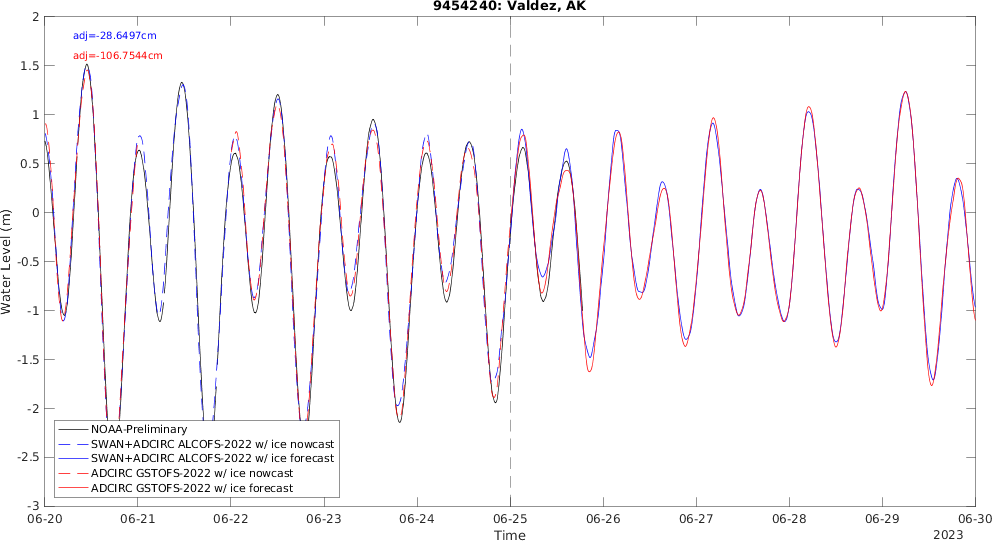 9454240: Valdez, AK
adj=-28.6497cm
adj=-106.7544cm
Water Level (m)
2
1.5
1
0.5
0
-0.5
-1
-1.5
-2
-2.5
-3
NOAA-Preliminary
SWAN+ADCIRC ALCOFS-2022 w/ ice nowcast
SWAN+ADCIRC ALCOFS-2022 w/ ice forecast
ADCIRC GSTOFS-2022 w/ ice nowcast
ADCIRC GSTOFS-2022 w/ ice forecast
06-20 06-21 06-22 06-23 06-24 06-25 06-26 06-27 06-28 06-29 06-30
Time
2023